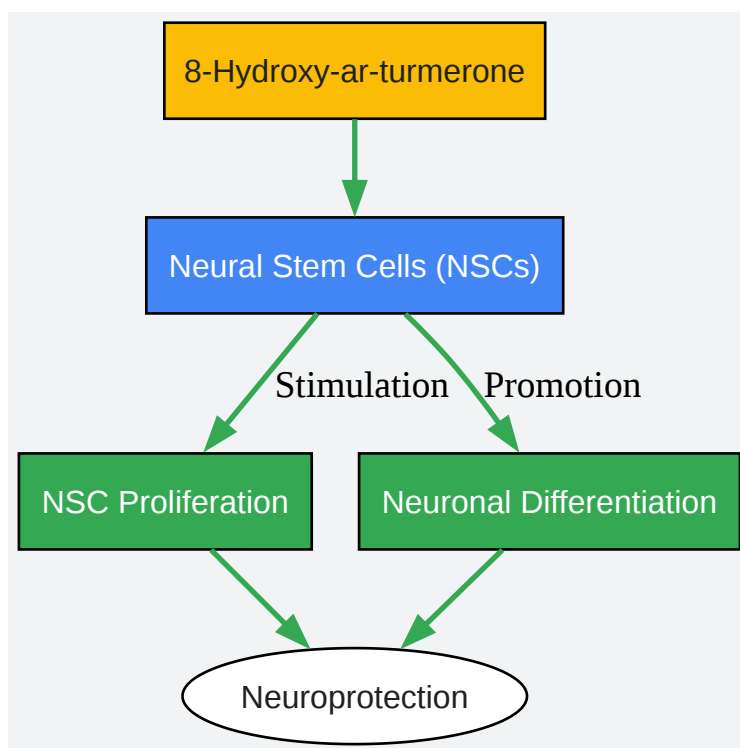 8-Hydroxy-ar-turmerone
Neural Stem Cells (NSCs)
Stimulation
Promotion
NSC Proliferation
Neuronal Differentiation
Neuroprotection